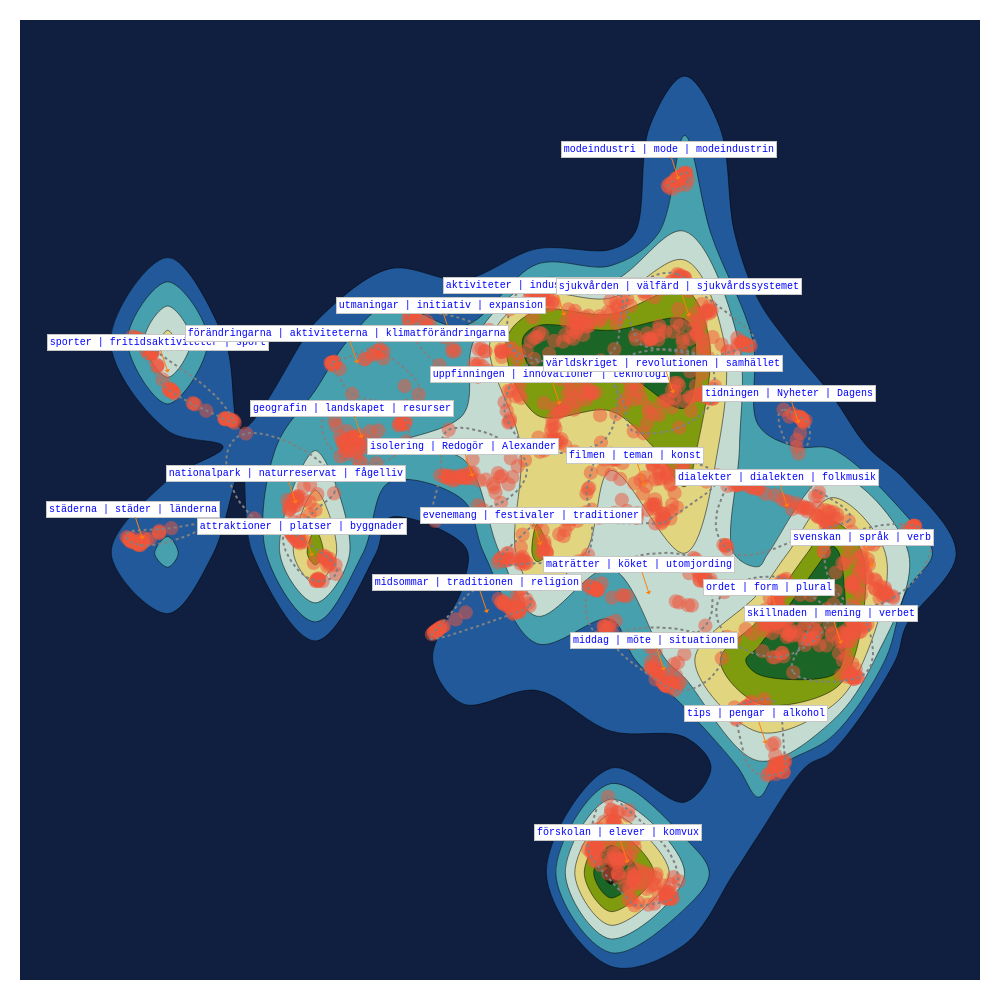 modeindustri | mode | modeindustrin
aktiviteter |
sjukvården | välfärd | sjukvårdssystemet
utmaningar | initiativ | expansion
förändringarna | aktiviteterna | klimatförändringarna
sporter | fritidsaktiviteter | sport
världskriget | revolutionen | samhället
uppfinningen | innovationer | teknologi
tidningen | Nyheter | Dagens
geografin | landskapet | resurser
isolering | Redogör | Alexander
filmen | teman | konst
nationalpark | naturreservat | fågelliv
dialekter | dialekten | folkmusik
städerna | städer | länderna
evenemang | festivaler | traditioner
attraktioner | platser | byggnader
svenskan | språk | verb
maträtter | köket | utomjording
midsommar | traditionen | religion
ordet | form | plural
skillnaden | mening | verbet
middag | möte | situationen
tips | pengar | alkohol
förskolan | elever | komvux